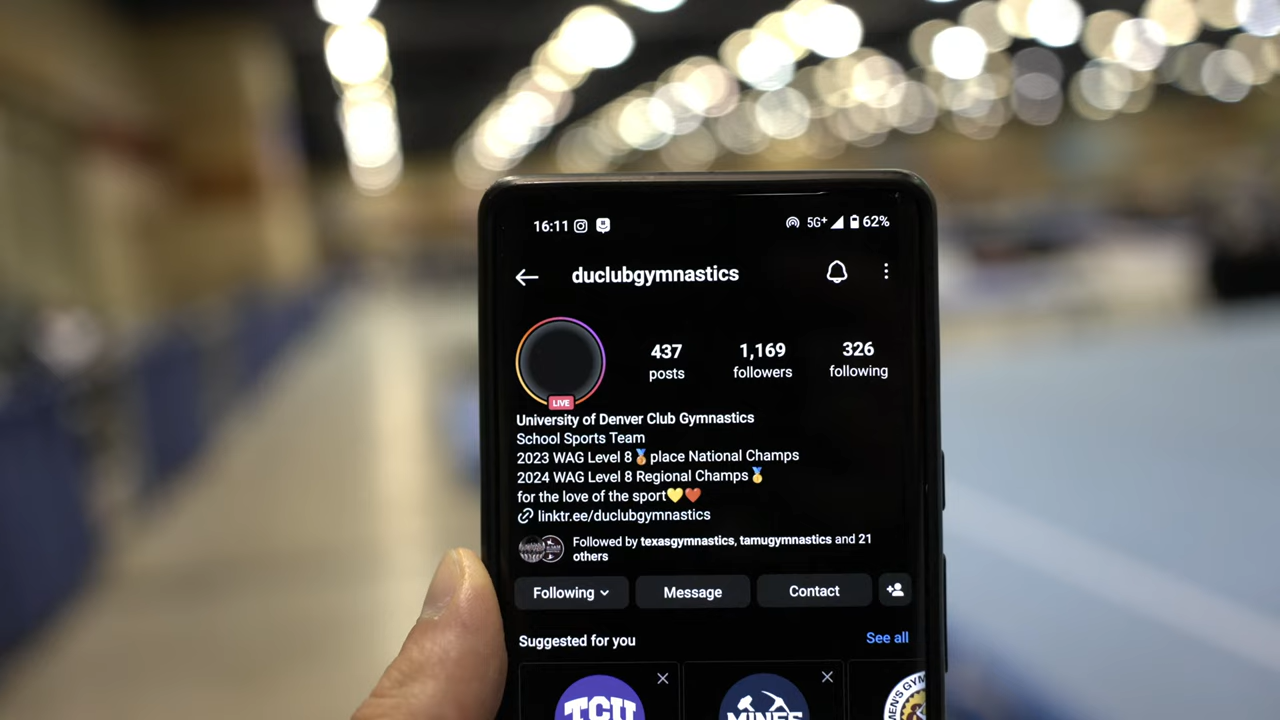 16:11 5G+ 62%
duclubgymnastics
437 1,169 326
posts followers following
LIVE
University of Denver Club Gymnastics
School Sports Team
2023 WAG Level 8🥉place National Champs
2024 WAG Level 8 Regional Champs🥇
for the love of the sport💛❤️
linktr.ee/duclubgymnastics
Followed by texasgymnastics, tamugymnastics and 21
others
Following Message Contact
Suggested for you See all
TCU MINES